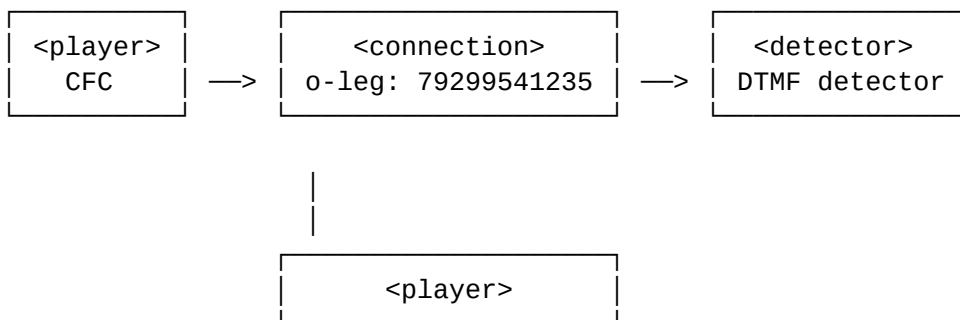 <player> <connection> <detector>
CFC —> o-leg: 79299541235 —> DTMF detector
<player>